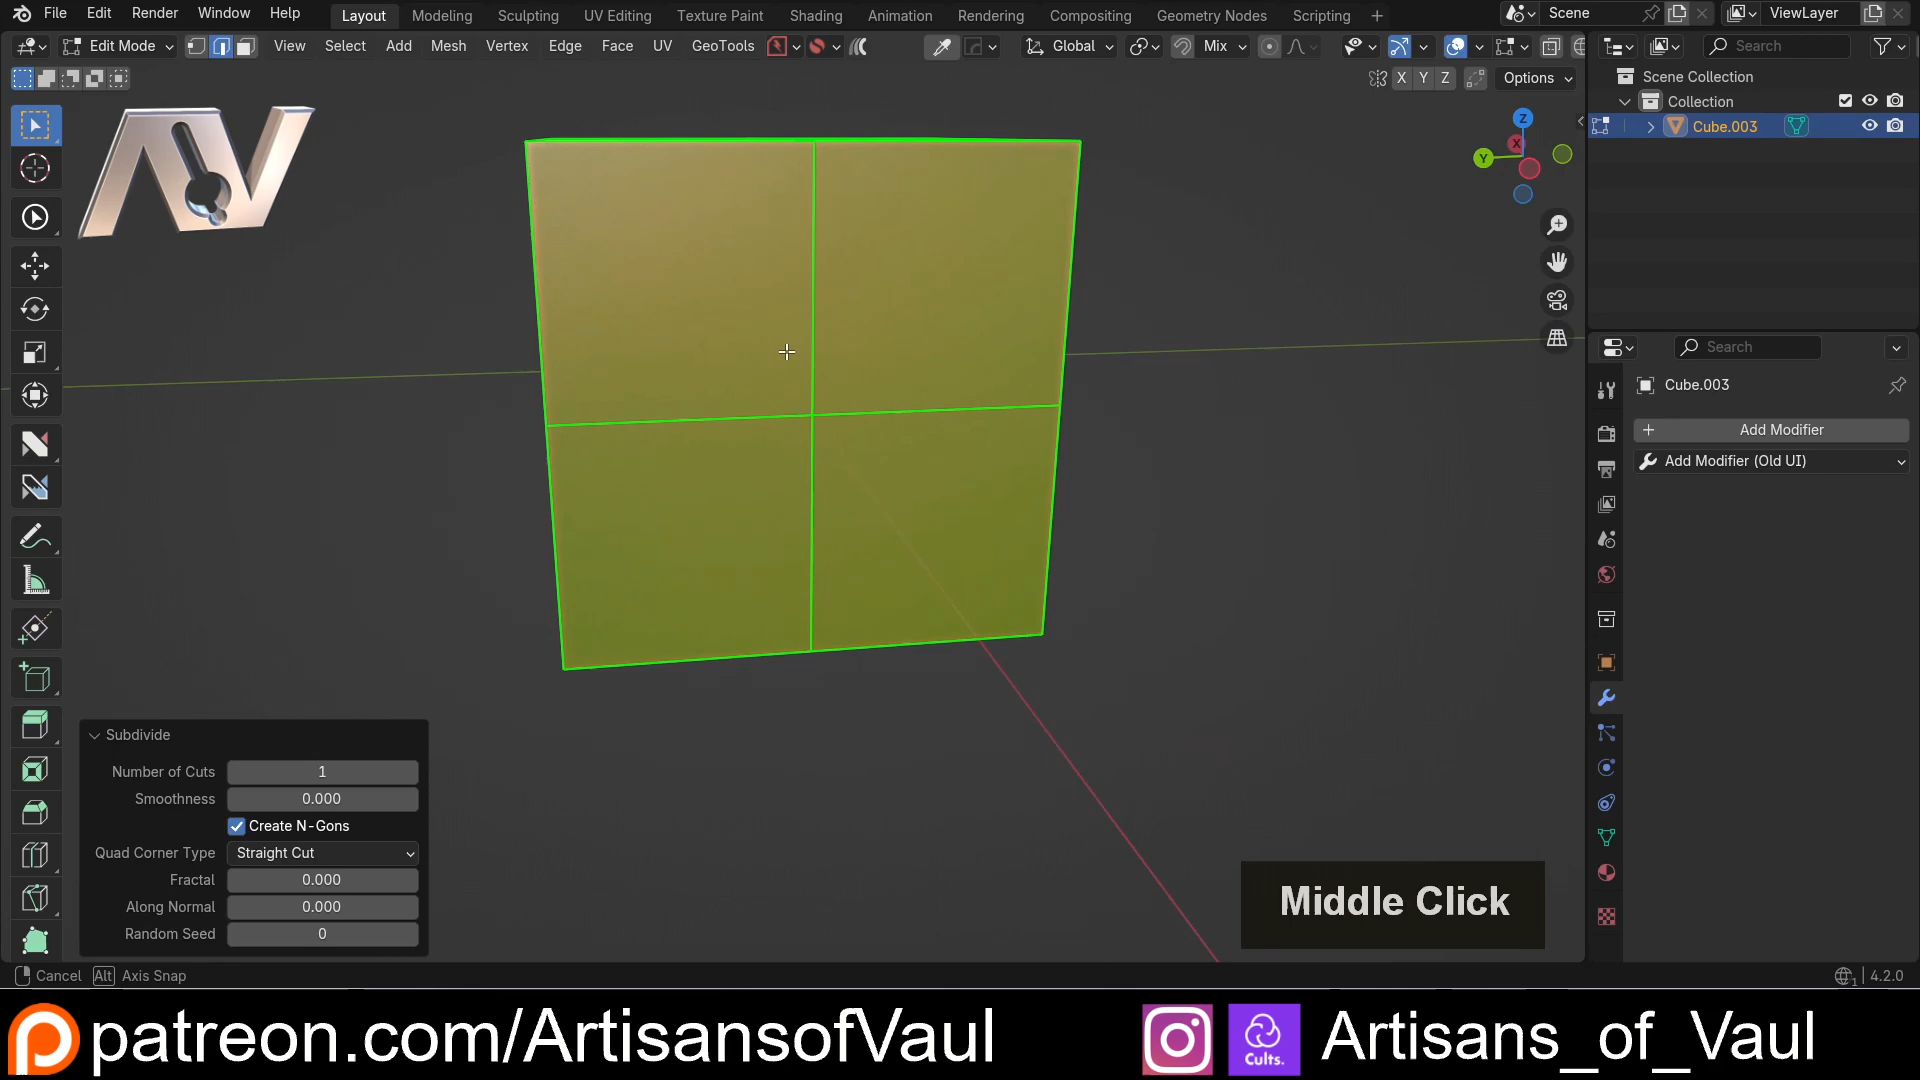 File Edit Render Window Help Layout Modeling Sculpting UV Editing Texture Paint Shading Animation Rendering Compositing Geometry Nodes Scripting + Scene ViewLayer
Edit Mode View Select Add Mesh Vertex Edge Face UV GeoTools Global Mix Search
X Y Z Options
Scene Collection
Collection
Cube.003
Z
X
Y
AV
Search
Cube.003
Add Modifier
Add Modifier (Old UI)
Subdivide
Number of Cuts 1
Smoothness 0.000
Create N-Gons
Quad Corner Type Straight Cut
Fractal 0.000
Along Normal 0.000
Random Seed 0
Middle Click
Cancel Alt Axis Snap 1 4.2.0
patreon.com/ArtisansofVaul Cults. Artisans_of_Vaul